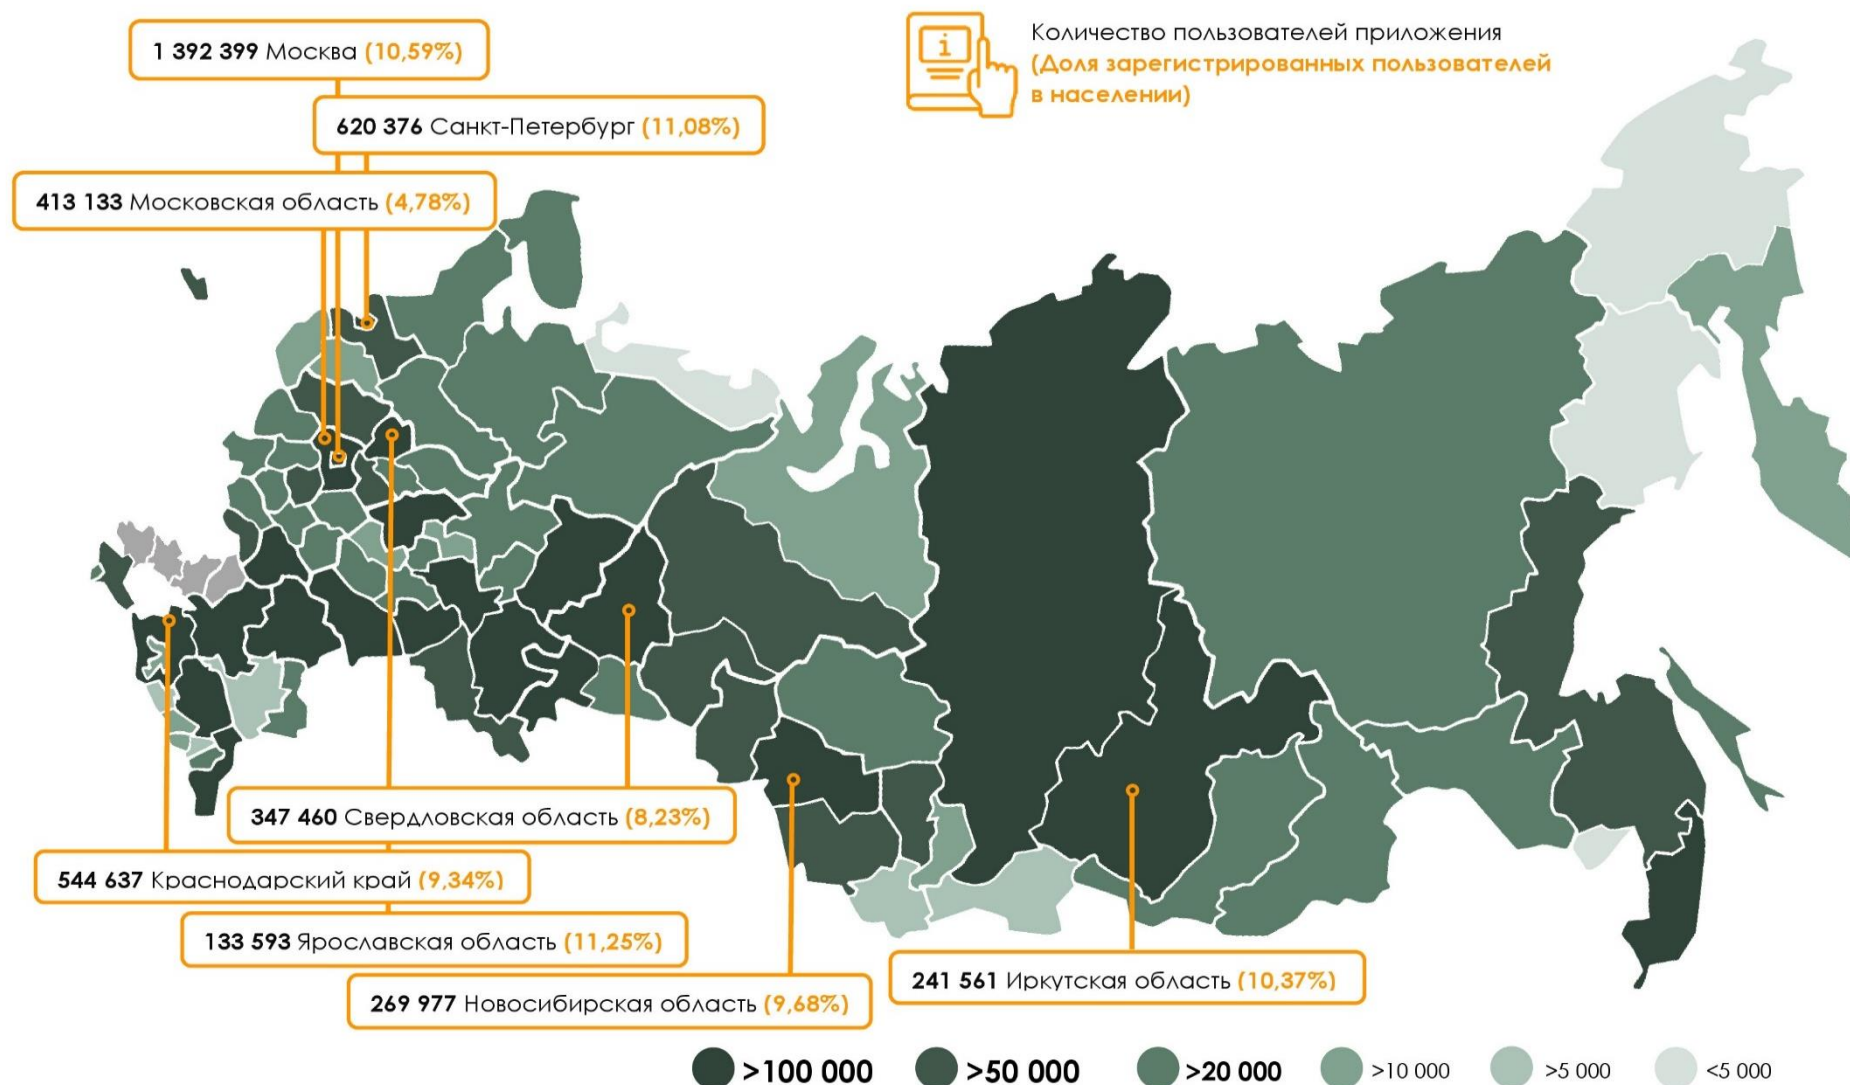 1 392 399 Москва (10,59%)
Количество пользователей приложения
(Доля зарегистрированных пользователей
в населении)
620 376 Санкт-Петербург (11,08%)
413 133 Московская область (4,78%)
347 460 Свердловская область (8,23%)
544 637 Краснодарский край (9,34%)
133 593 Ярославская область (11,25%)
269 977 Новосибирская область (9,68%)
241 561 Иркутская область (10,37%)
>100 000 >50 000 >20 000 >10 000 >5 000 <5 000